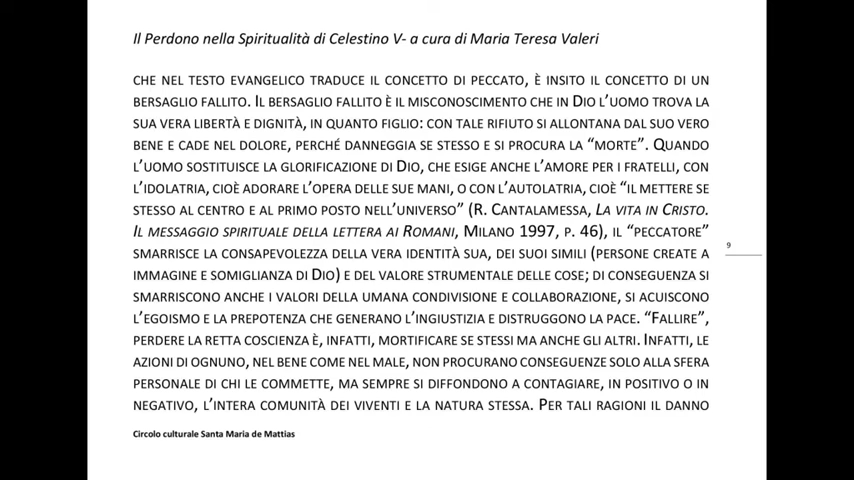 Il Perdono nella Spiritualità di Celestino V- a cura di Maria Teresa Valeri
CHE NEL TESTO EVANGELICO TRADUCE IL CONCETTO DI PECCATO, È INSITO IL CONCETTO DI UN
BERSAGLIO FALLITO. IL BERSAGLIO FALLITO È IL MISCONOSCIMENTO CHE IN DIO L'UOMO TROVA LA
SUA VERA LIBERTÀ E DIGNITÀ, IN QUANTO FIGLIO: CON TALE RIFIUTO SI ALLONTANA DAL SUO VERO
BENE E CADE NEL DOLORE, PERCHÉ DANNEGGIA SE STESSO E SI PROCURA LA “MORTE”. QUANDO
L'UOMO SOSTITUISCE LA GLORIFICAZIONE DI DIO, CHE ESIGE ANCHE L'AMORE PER I FRATELLI, CON
L'IDOLATRIA, CIOÈ ADORARE L'OPERA DELLE SUE MANI, O CON L'AUTOLATRIA, CIOÈ “IL METTERE SE
STESSO AL CENTRO E AL PRIMO POSTO NELL'UNIVERSO” (R. CANTALAMESSA, LA VITA IN CRISTO.
IL MESSAGGIO SPIRITUALE DELLA LETTERA AI ROMANI, MILANO 1997, P. 46), IL “PECCATORE”
SMARRISCE LA CONSAPEVOLEZZA DELLA VERA IDENTITÀ SUA, DEI SUOI SIMILI (PERSONE CREATE A
9
IMMAGINE E SOMIGLIANZA DI DIO) E DEL VALORE STRUMENTALE DELLE COSE; DI CONSEGUENZA SI
SMARRISCONO ANCHE I VALORI DELLA UMANA CONDIVISIONE E COLLABORAZIONE, SI ACUISCONO
L'EGOISMO E LA PREPOTENZA CHE GENERANO L'INGIUSTIZIA E DISTRUGGONO LA PACE. “FALLIRE”,
PERDERE LA RETTA COSCIENZA È, INFATTI, MORTIFICARE SE STESSI MA ANCHE GLI ALTRI. INFATTI, LE
AZIONI DI OGNUNO, NEL BENE COME NEL MALE, NON PROCURANO CONSEGUENZE SOLO ALLA SFERA
PERSONALE DI CHI LE COMMETTE, MA SEMPRE SI DIFFONDONO A CONTAGIARE, IN POSITIVO O IN
NEGATIVO, L'INTERA COMUNITÀ DEI VIVENTI E LA NATURA STESSA. PER TALI RAGIONI IL DANNO
Circolo culturale Santa Maria de Mattias